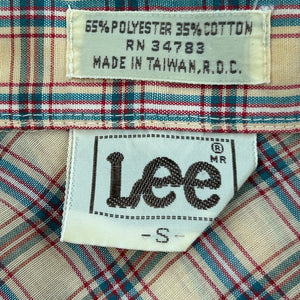 65% POLYESTER 35% COTTON
RN 34783
MADE IN TAIWAN, R.O.C.
Lee ®
MR
-S-